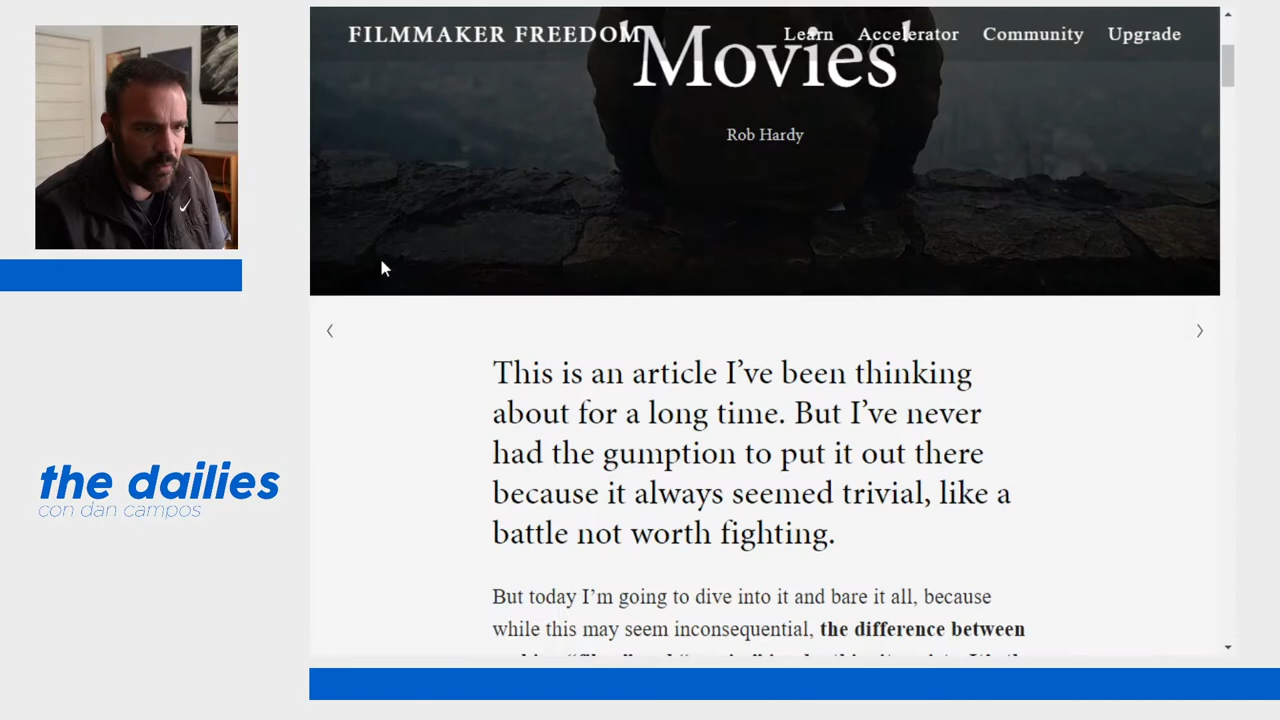 FILMMAKER FREEDOM
Learn Accelerator Community Upgrade
'Movies'
Rob Hardy
This is an article I've been thinking
about for a long time. But I've never
had the gumption to put it out there
because it always seemed trivial, like a
battle not worth fighting.
But today I'm going to dive into it and bare it all, because
while this may seem inconsequential, the difference between
the dailies
con dan campos